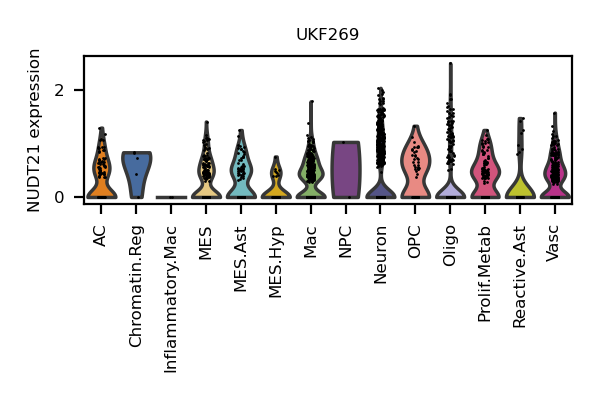 UKF269
NUDT21 expression
2
0
AC
Chromatin.Reg
Inflammatory.Mac
MES
MES.Ast
MES.Hyp
Mac
NPC
Neuron
OPC
Oligo
Prolif.Metab
Reactive.Ast
Vasc